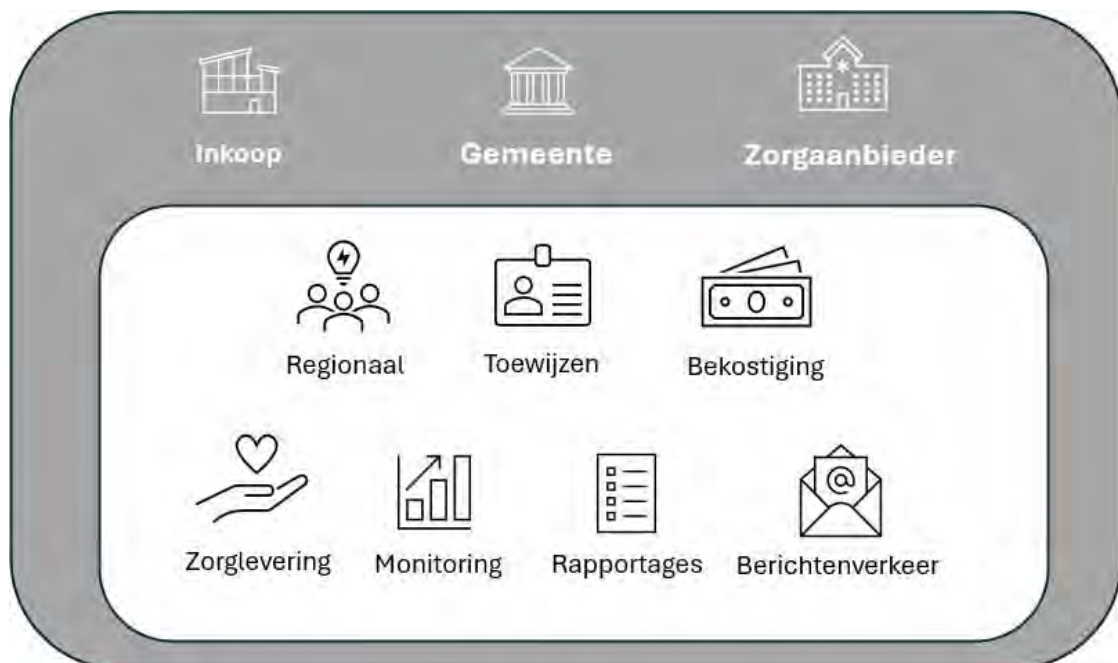 Inkoop Gemeente Zorgaanbieder
Regionaal Toewijzen Bekostiging
Zorglevering Monitoring Rapportages Berichtenverkeer